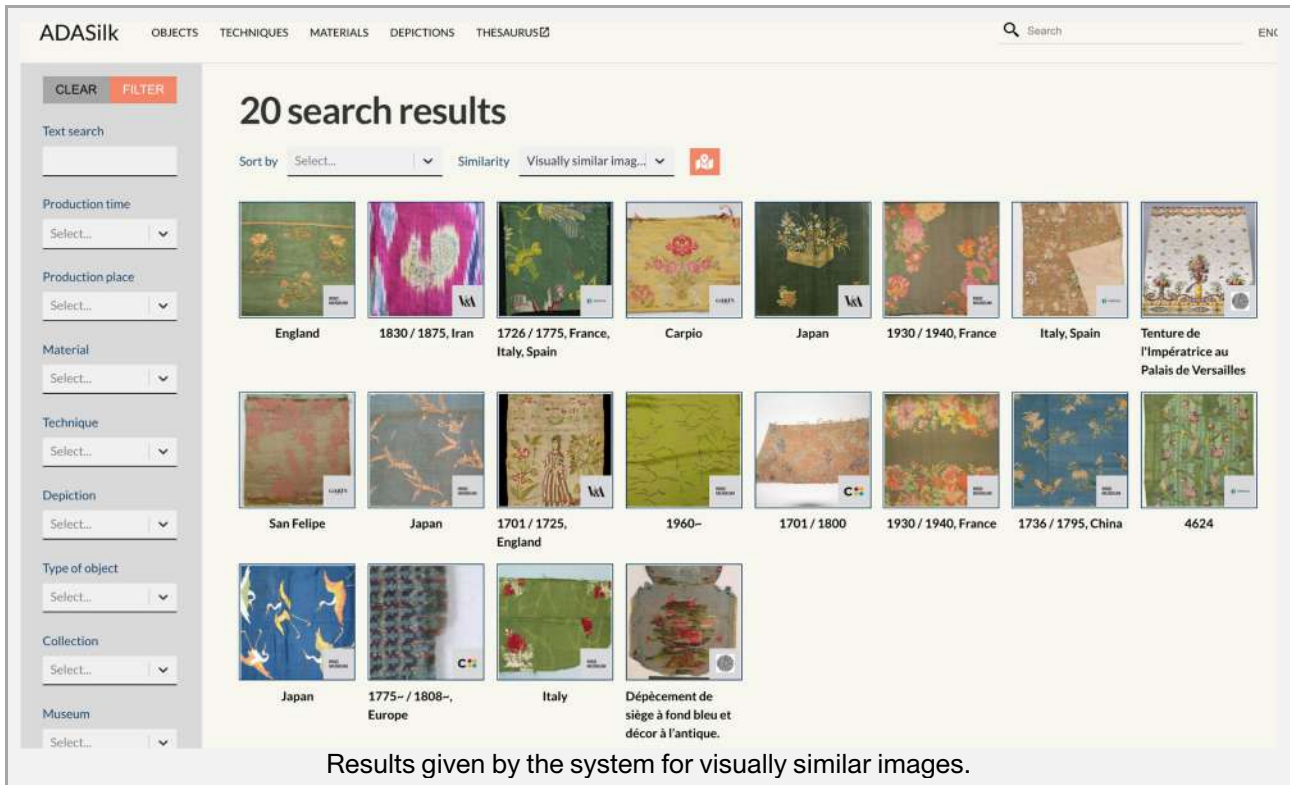 ADASilk OBJECTS TECHNIQUES MATERIALS DEPICTIONS THESAURUS Search ENG
CLEAR FILTER
Text search
Production time
Select...
Production place
Select...
Material
Select...
Technique
Select...
Depiction
Select...
Type of object
Select...
Collection
Select...
Museum
Select...
20 search results
Sort by Select... Similarity Visually similar imag...
V&A GARIN V&A
England 1830 / 1875, Iran 1726 / 1775, France, Carpio Japan 1930 / 1940, France Italy, Spain Tenture de
Italy, Spain l'Impératrice au
Palais de Versailles
GARIN V&A C
San Felipe Japan 1701 / 1725, 1960~ 1701 / 1800 1930 / 1940, France 1736 / 1795, China 4624
England
C
Japan 1775~ / 1808~, Italy Dépècement de
Europe siège à fond bleu et
décor à l'antique.
Results given by the system for visually similar images.